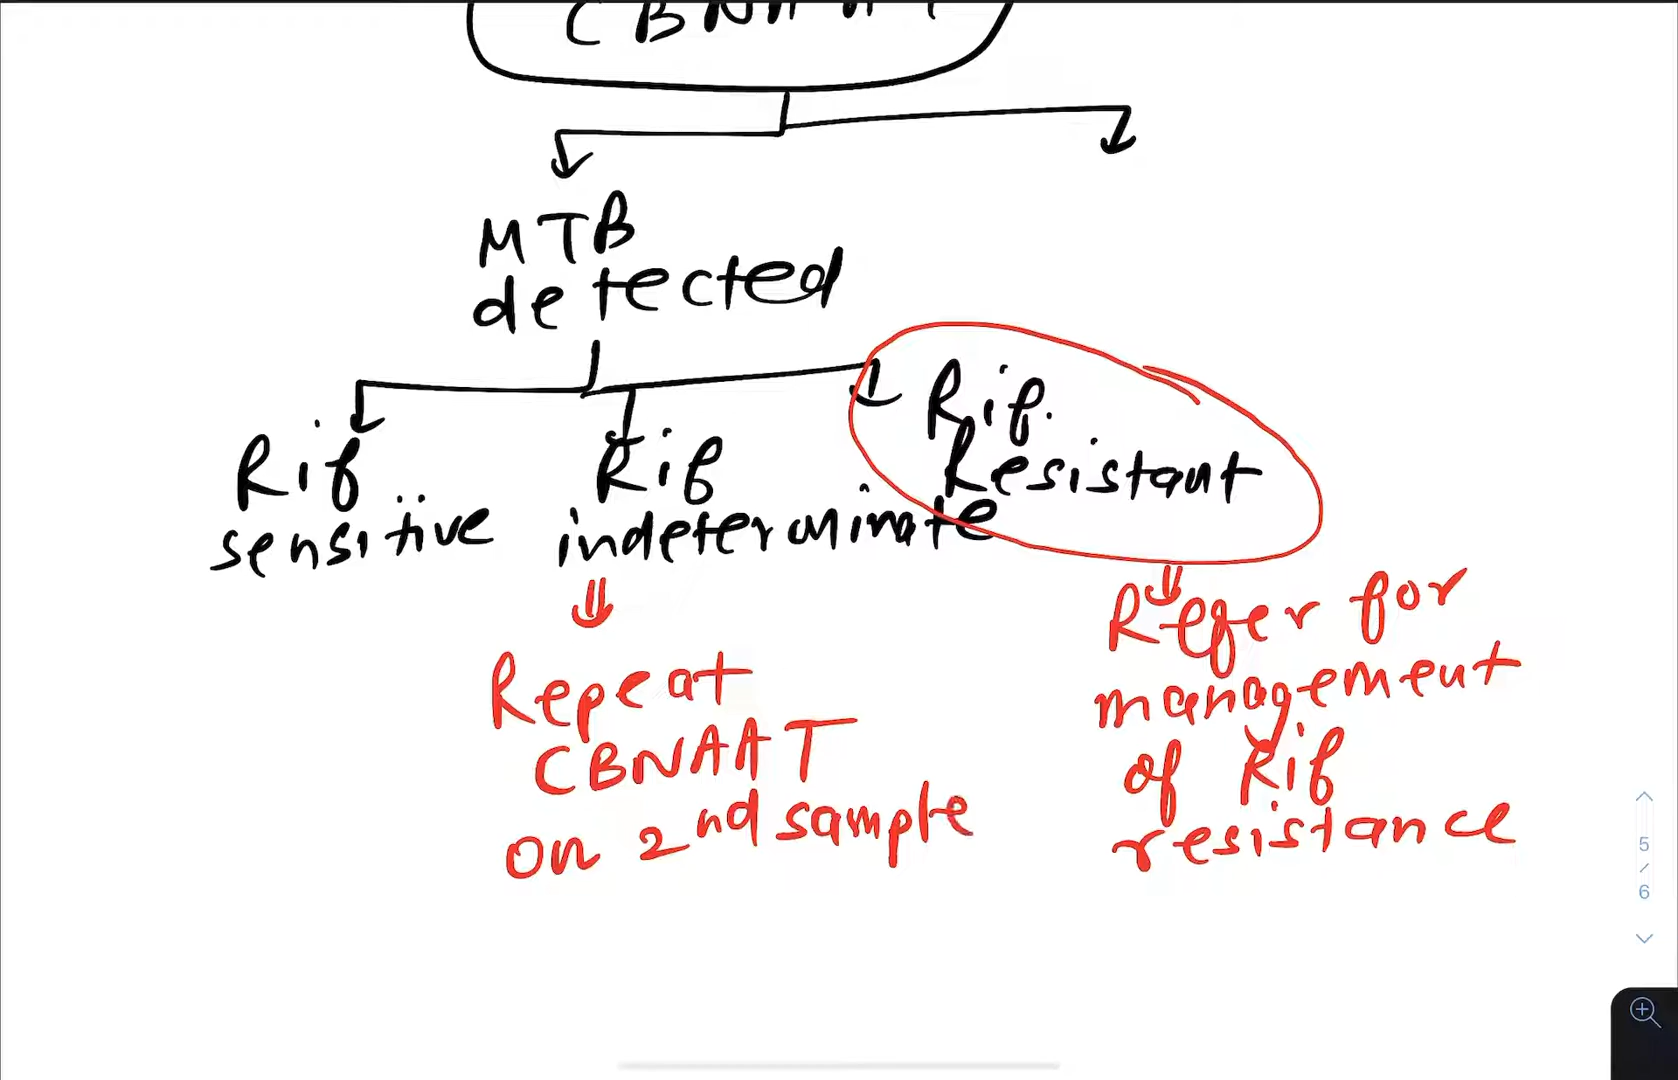 CBNAAT
MTB
detected
Rif
sensitive
Rif
indeterminate
Rif.
Resistant
Repeat
CBNAAT
on 2nd sample
Refer for
management
of Rif
resistance
5
/
6